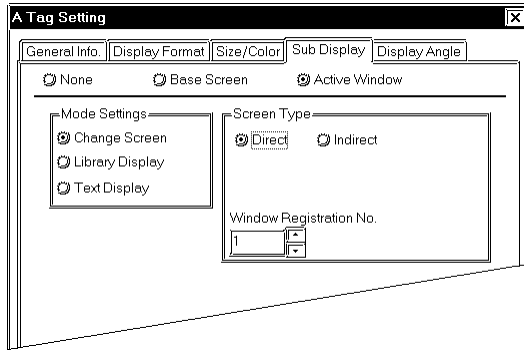 A Tag Setting
General Info. Display Format Size/Color Sub Display Display Angle
None Base Screen Active Window
Mode Settings Screen Type
Change Screen Direct Indirect
Library Display
Text Display
Window Registration No.
1